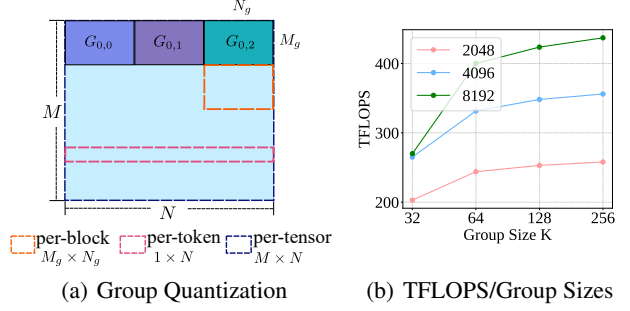 N_g
G_{0,0} G_{0,1} G_{0,2} M_g
M
N
per-block per-token per-tensor
M_g × N_g 1 × N M × N
(a) Group Quantization
TFLOPS
400
300
200
2048
4096
8192
32 64 128 256
Group Size K
(b) TFLOPS/Group Sizes